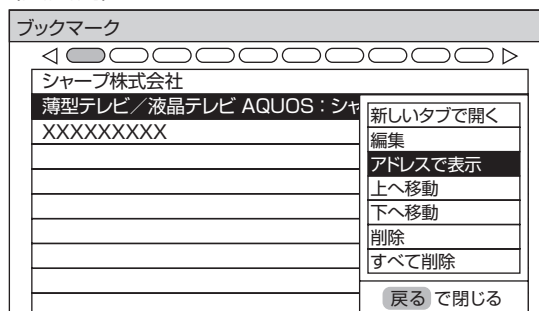 ブックマーク
シャープ株式会社
薄型テレビ／液晶テレビ AQUOS：シャ
XXXXXXXXX
新しいタブで開く
編集
アドレスで表示
上へ移動
下へ移動
削除
すべて削除
戻る で閉じる